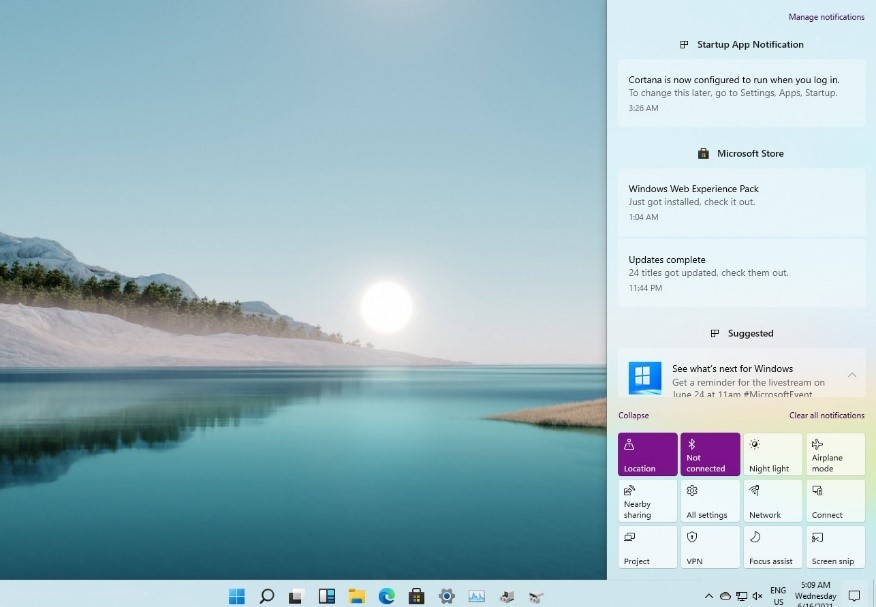 Manage notifications
Startup App Notification
Cortana is now configured to run when you log in.
To change this later, go to Settings, Apps, Startup.
3:26 AM
Microsoft Store
Windows Web Experience Pack
Just got installed, check it out.
1:04 AM
Updates complete
24 titles got updated, check them out.
11:44 PM
Suggested
See what's next for Windows
Get a reminder for the livestream on
June 24 at 11am #MicrosoftEvent
Collapse
Clear all notifications
Location
Not
connected
Night light
Airplane
mode
Nearby
sharing
All settings
Network
Connect
Project
VPN
Focus assist
Screen snip
ENG
US
5:09 AM
Wednesday
6/16/2021